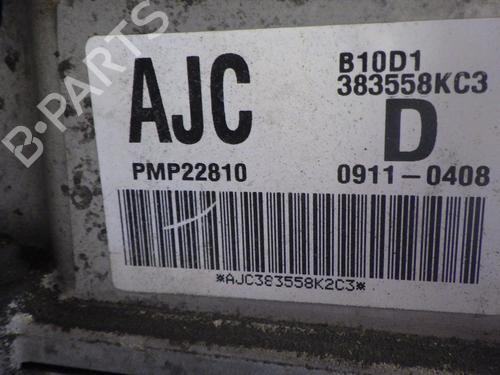 B-PARTS
AJC
B10D1
383558KC3
D
PMP22810
0911-0408
*AJC383558K2C3*